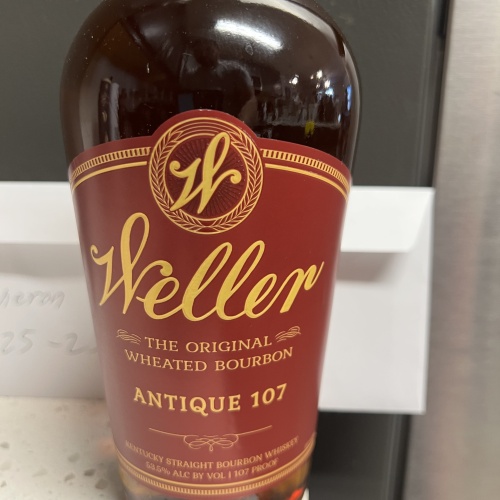 W
Weller
THE ORIGINAL
WHEATED BOURBON
ANTIQUE 107
KENTUCKY STRAIGHT BOURBON WHISKEY
53.5% ALC BY VOL | 107 PROOF